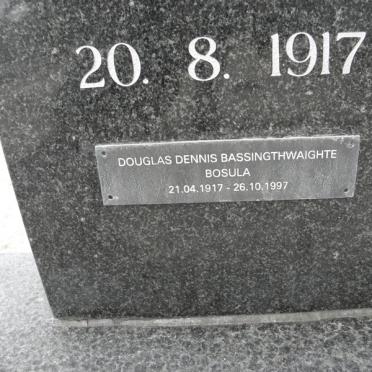 20. 8. 1917
DOUGLAS DENNIS BASSINGTHWAIGHTE
BOSULA
21.04.1917 - 26.10.1997